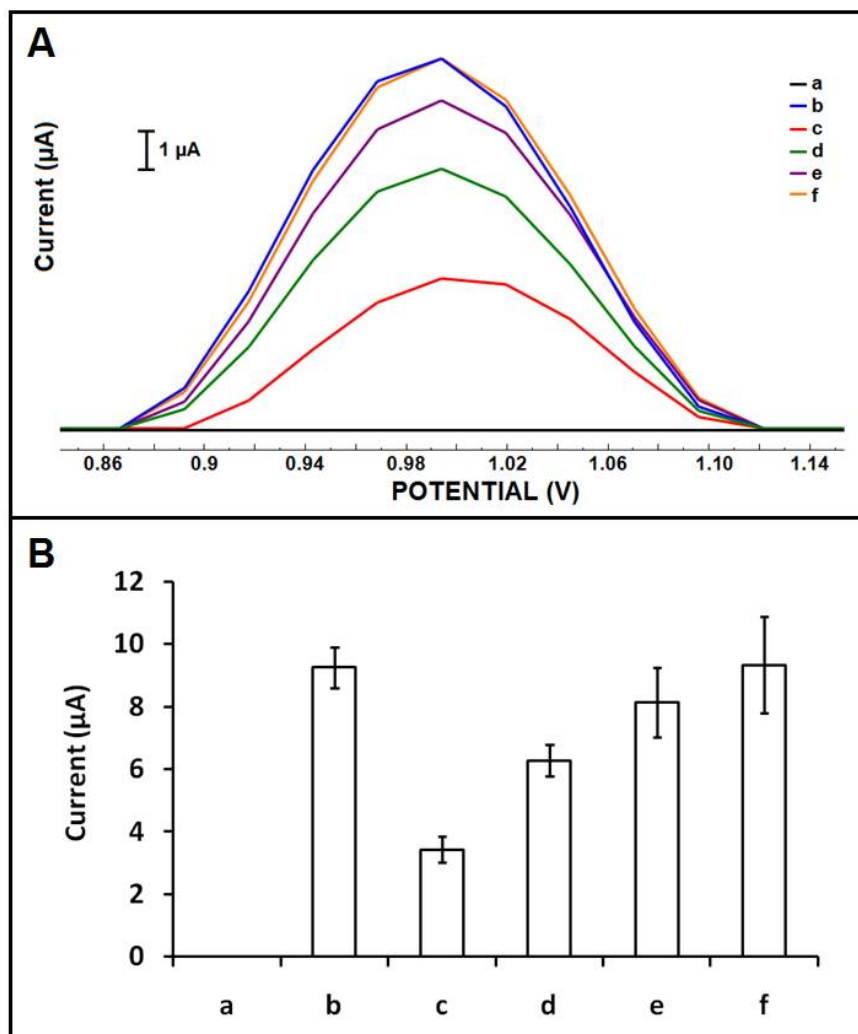 A
Current (µA)
1 µA
a
b
c
d
e
f
0.86 0.9 0.94 0.98 1.02 1.06 1.10 1.14
POTENTIAL (V)
B
Current (µA)
12
10
8
6
4
2
0
a b c d e f